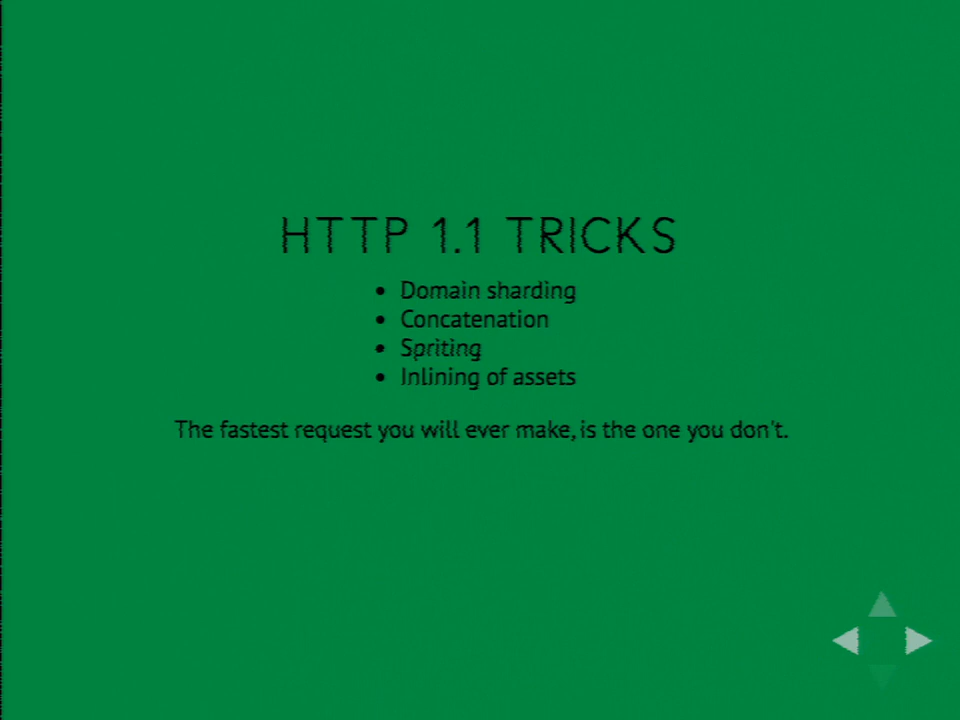 HTTP 1.1 TRICKS
• Domain sharding
• Concatenation
• Spriting
• Inlining of assets
The fastest request you will ever make, is the one you don't.